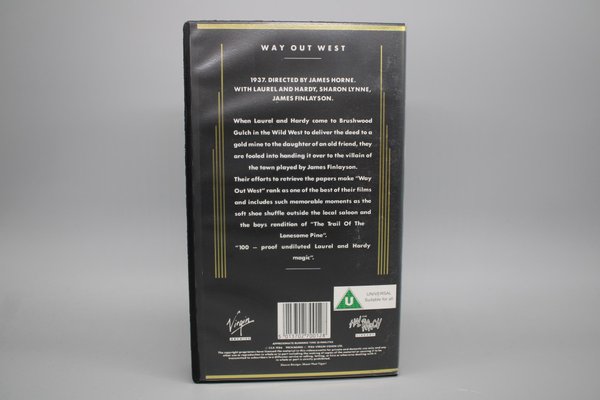 WAY OUT WEST
1937. DIRECTED BY JAMES HORNE.
WITH LAUREL AND HARDY, SHARON LYNNE,
JAMES FINLAYSON.
When Laurel and Hardy come to Brushwood
Gulch in the Wild West to deliver the deed to a
gold mine to the daughter of an old friend, they
are fooled into handing it over to the villain of
the town played by James Finlayson.
Their efforts to retrieve the papers make "Way
Out West" rank as one of the best of their films
and includes such memorable moments as the
soft shoe shuffle outside the local saloon and
the boys rendition of "The Trail Of The
Lonesome Pine".
"100 — proof undiluted Laurel and Hardy
magic".
U
UNIVERSAL
Suitable for all
Virgin